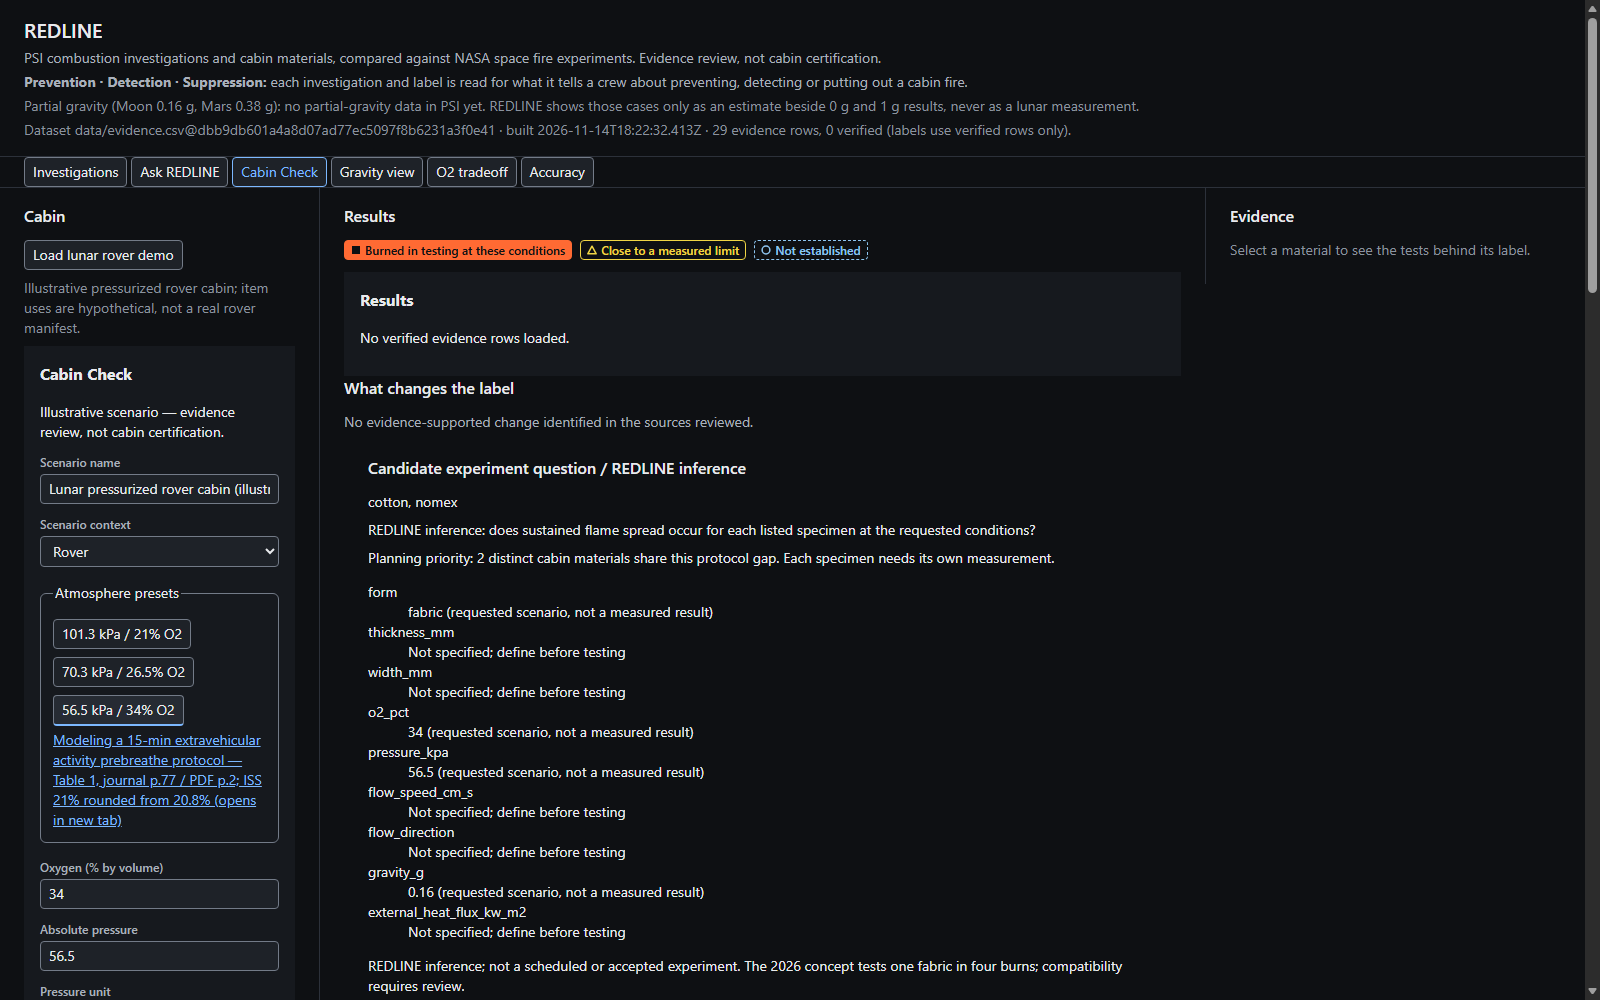 REDLINE
PSI combustion investigations and cabin materials, compared against NASA space fire experiments. Evidence review, not cabin certification.
Prevention · Detection · Suppression: each investigation and label is read for what it tells a crew about preventing, detecting or putting out a cabin fire.
Partial gravity (Moon 0.16 g, Mars 0.38 g): no partial-gravity data in PSI yet. REDLINE shows those cases only as an estimate beside 0 g and 1 g results, never as a lunar measurement.
Dataset data/evidence.csv@dbb9db601a4a8d07ad77ec5097f8b6231a3f0e41 · built 2026-11-14T18:22:32.413Z · 29 evidence rows, 0 verified (labels use verified rows only).
Investigations
Ask REDLINE
Cabin Check
Gravity view
O2 tradeoff
Accuracy
Cabin
Load lunar rover demo
Illustrative pressurized rover cabin; item
uses are hypothetical, not a real rover
manifest.
Cabin Check
Illustrative scenario — evidence
review, not cabin certification.
Scenario name
Lunar pressurized rover cabin (illustr
Scenario context
Rover
Atmosphere presets
101.3 kPa / 21% O2
70.3 kPa / 26.5% O2
56.5 kPa / 34% O2
Modeling a 15-min extravehicular
activity prebreathe protocol —
Table 1, journal p.77 / PDF p.2; ISS
21% rounded from 20.8% (opens
in new tab)
Oxygen (% by volume)
34
Absolute pressure
56.5
Pressure unit
Results
Burned in testing at these conditions
Close to a measured limit
Not established
Results
No verified evidence rows loaded.
What changes the label
No evidence-supported change identified in the sources reviewed.
Candidate experiment question / REDLINE inference
cotton, nomex
REDLINE inference: does sustained flame spread occur for each listed specimen at the requested conditions?
Planning priority: 2 distinct cabin materials share this protocol gap. Each specimen needs its own measurement.
form
fabric (requested scenario, not a measured result)
thickness_mm
Not specified; define before testing
width_mm
Not specified; define before testing
o2_pct
34 (requested scenario, not a measured result)
pressure_kpa
56.5 (requested scenario, not a measured result)
flow_speed_cm_s
Not specified; define before testing
flow_direction
Not specified; define before testing
gravity_g
0.16 (requested scenario, not a measured result)
external_heat_flux_kw_m2
Not specified; define before testing
REDLINE inference; not a scheduled or accepted experiment. The 2026 concept tests one fabric in four burns; compatibility
requires review.
Evidence
Select a material to see the tests behind its label.